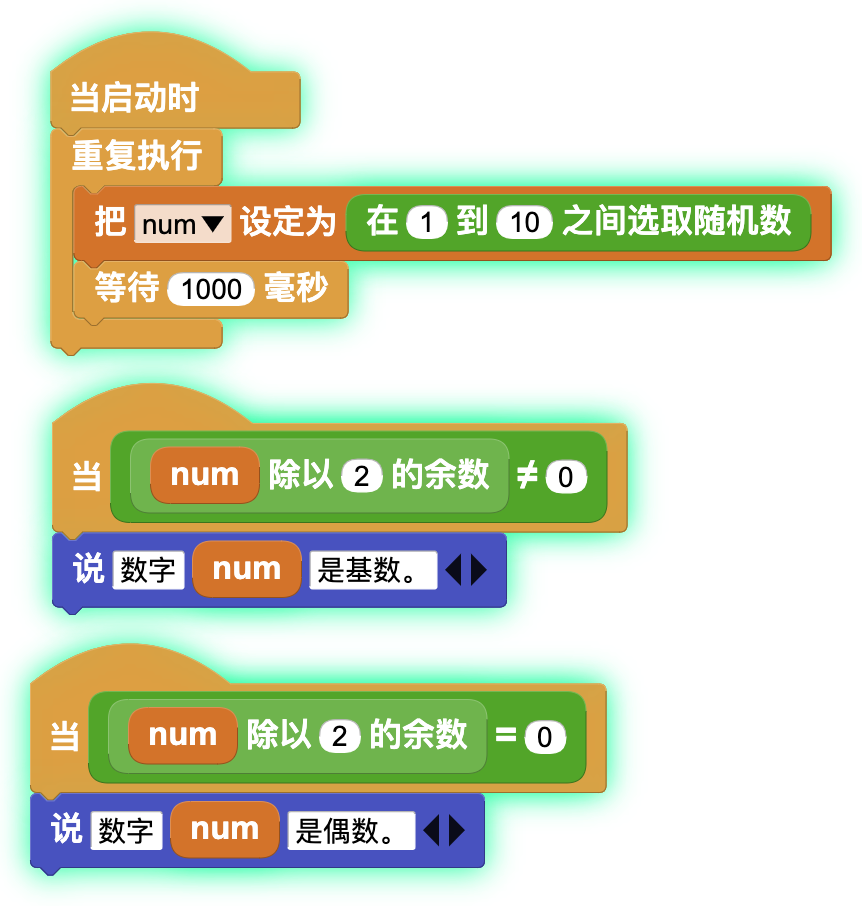 当启动时
重复执行
把 num▼ 设定为 在 1 到 10 之间选取随机数
等待 1000 毫秒
当 num 除以 2 的余数 ≠ 0
说 数字 num 是基数。
当 num 除以 2 的余数 = 0
说 数字 num 是偶数。